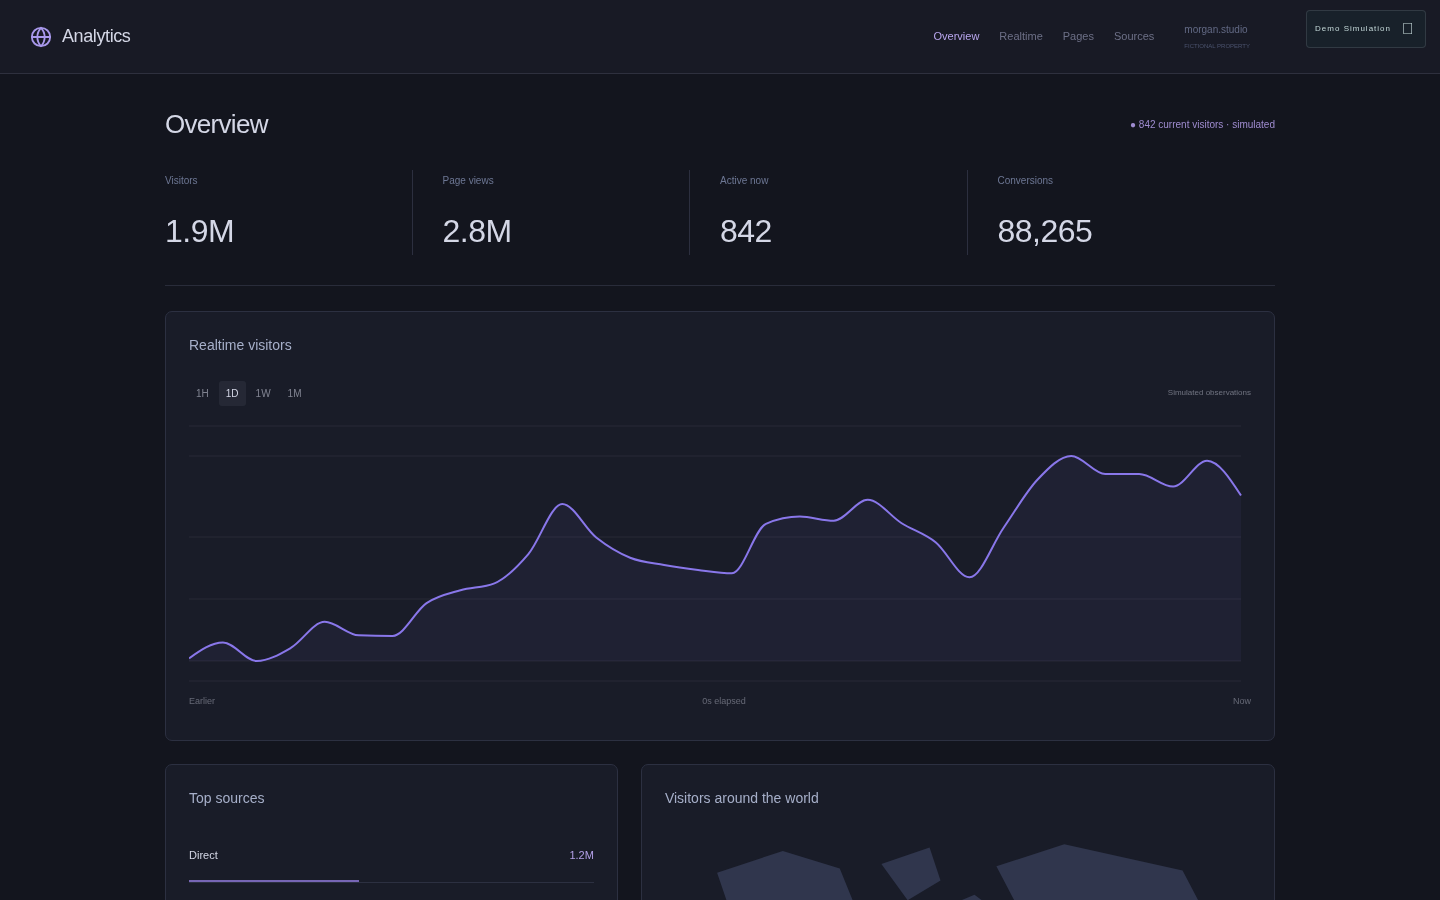 Analytics
Overview
Realtime
Pages
Sources
morgan.studio
FICTIONAL PROPERTY
Demo Simulation
Overview
● 842 current visitors · simulated
Visitors
Page views
Active now
Conversions
1.9M
2.8M
842
88,265
Realtime visitors
1H
1D
1W
1M
Simulated observations
Earlier
0s elapsed
Now
Top sources
Visitors around the world
Direct
1.2M